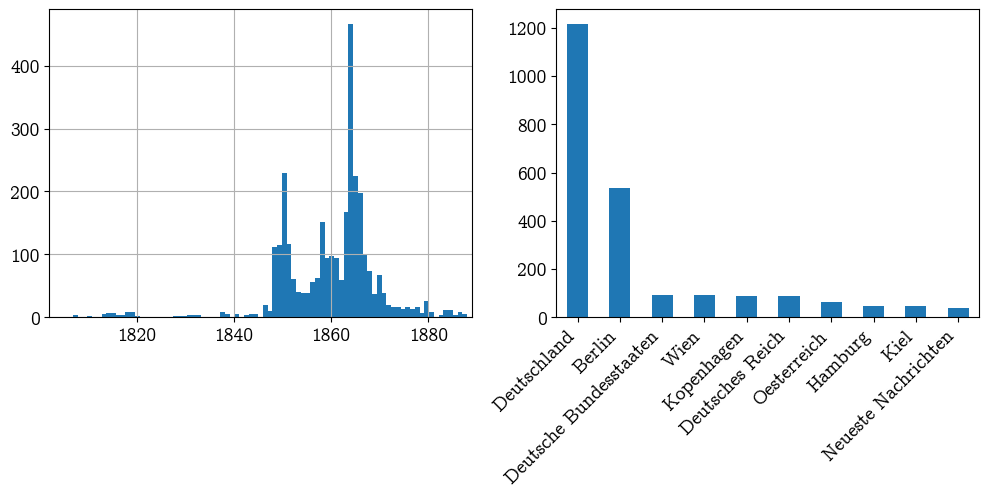 400
300
200
100
0
1820 1840 1860 1880
1200
1000
800
600
400
200
0
Deutschland
Berlin
Deutsche Bundesstaaten
Wien
Kopenhagen
Deutsches Reich
Oesterreich
Hamburg
Kiel
Neueste Nachrichten